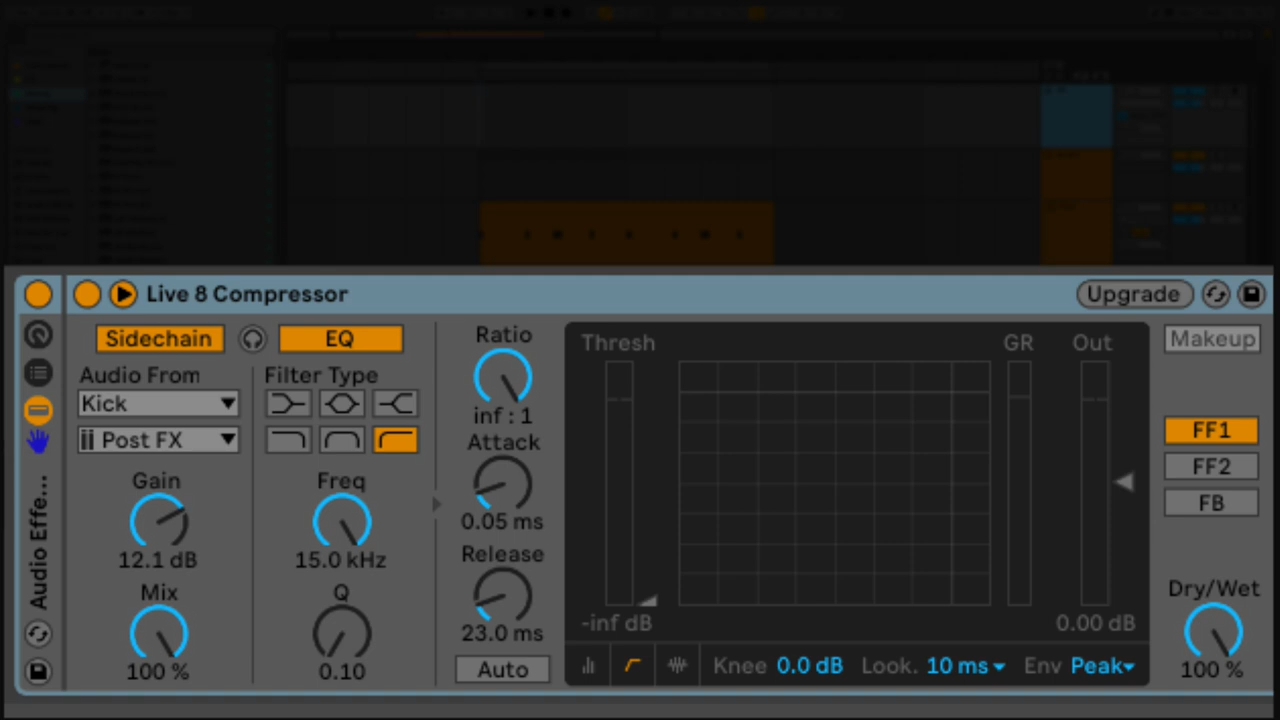 Live 8 Compressor
Upgrade
Sidechain
EQ
Audio From
Kick
Post FX
Gain
12.1 dB
Mix
100 %
Filter Type
Freq
15.0 kHz
Q
0.10
Ratio
inf : 1
Attack
0.05 ms
Release
23.0 ms
Auto
Thresh
GR
Out
-inf dB
0.00 dB
Knee 0.0 dB Look. 10 ms Env Peak
Makeup
FF1
FF2
FB
Dry/Wet
100 %
Audio Effe...